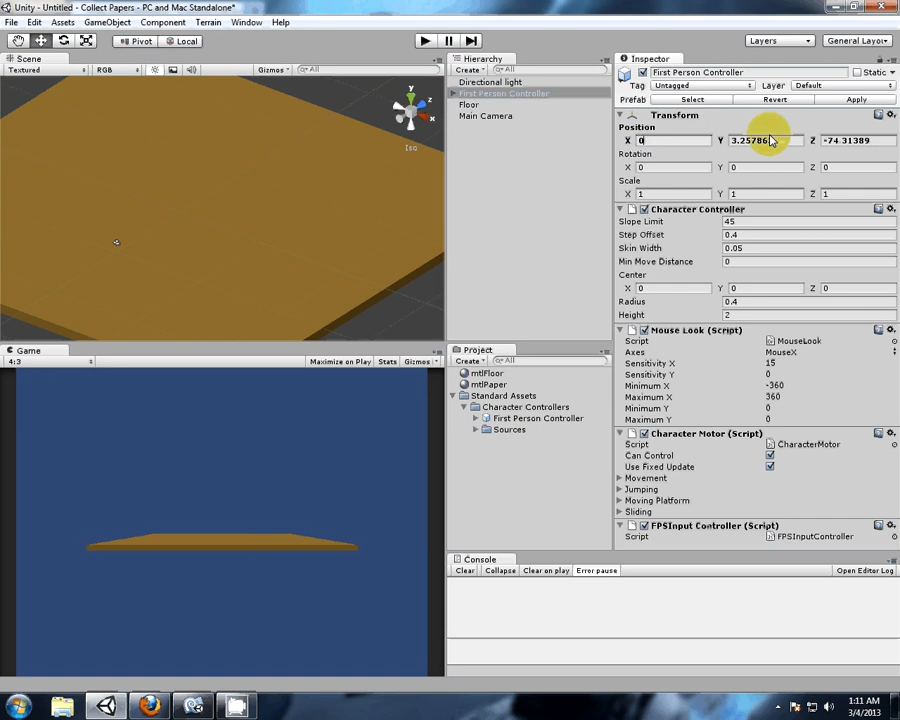 Unity - Untitled - Collect Papers - PC and Mac Standalone*
File Edit Assets GameObject Component Terrain Window Help
Pivot Local Layers General Layou
Scene
Textured RGB Gizmos All
y
z
x
Iso
Game
4:3 Maximize on Play Stats Gizmos
Hierarchy
Create All
Directional light
First Person Controller
Floor
Main Camera
Project
Create All
mtlFloor
mtlPaper
Standard Assets
Character Controllers
First Person Controller
Sources
Console
Clear Collapse Clear on play Error pause Open Editor Log
Inspector
First Person Controller Static
Tag Untagged Layer Default
Prefab Select Revert Apply
Transform
Position
X 0 Y 3.25786 Z -74.31389
Rotation
X 0 Y 0 Z 0
Scale
X 1 Y 1 Z 1
Character Controller
Slope Limit 45
Step Offset 0.4
Skin Width 0.05
Min Move Distance 0
Center
X 0 Y 0 Z 0
Radius 0.4
Height 2
Mouse Look (Script)
Script MouseLook
Axes MouseX
Sensitivity X 15
Sensitivity Y 0
Minimum X -360
Maximum X 360
Minimum Y 0
Maximum Y 0
Character Motor (Script)
Script CharacterMotor
Can Control
Use Fixed Update
Movement
Jumping
Moving Platform
Sliding
FPSInput Controller (Script)
Script FPSInputController
1:11 AM
3/4/2013